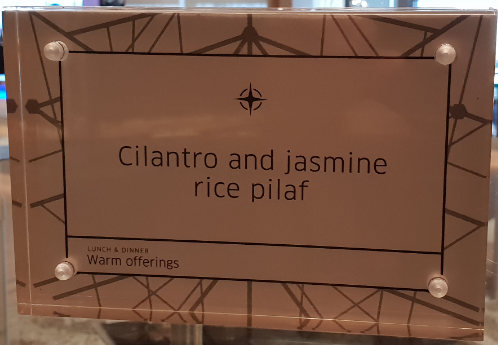 Cilantro and jasmine
rice pilaf
LUNCH & DINNER
Warm offerings